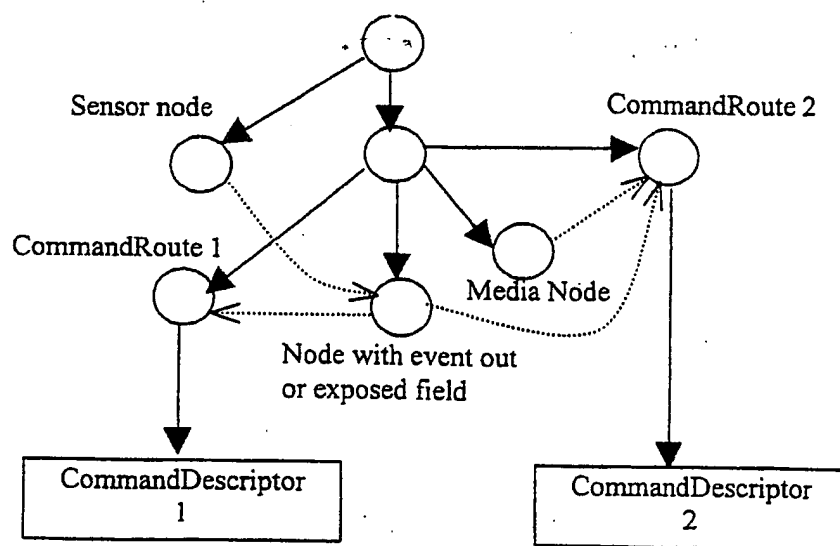 Sensor node
CommandRoute 2
CommandRoute 1
Media Node
Node with event out
or exposed field
CommandDescriptor
1
CommandDescriptor
2